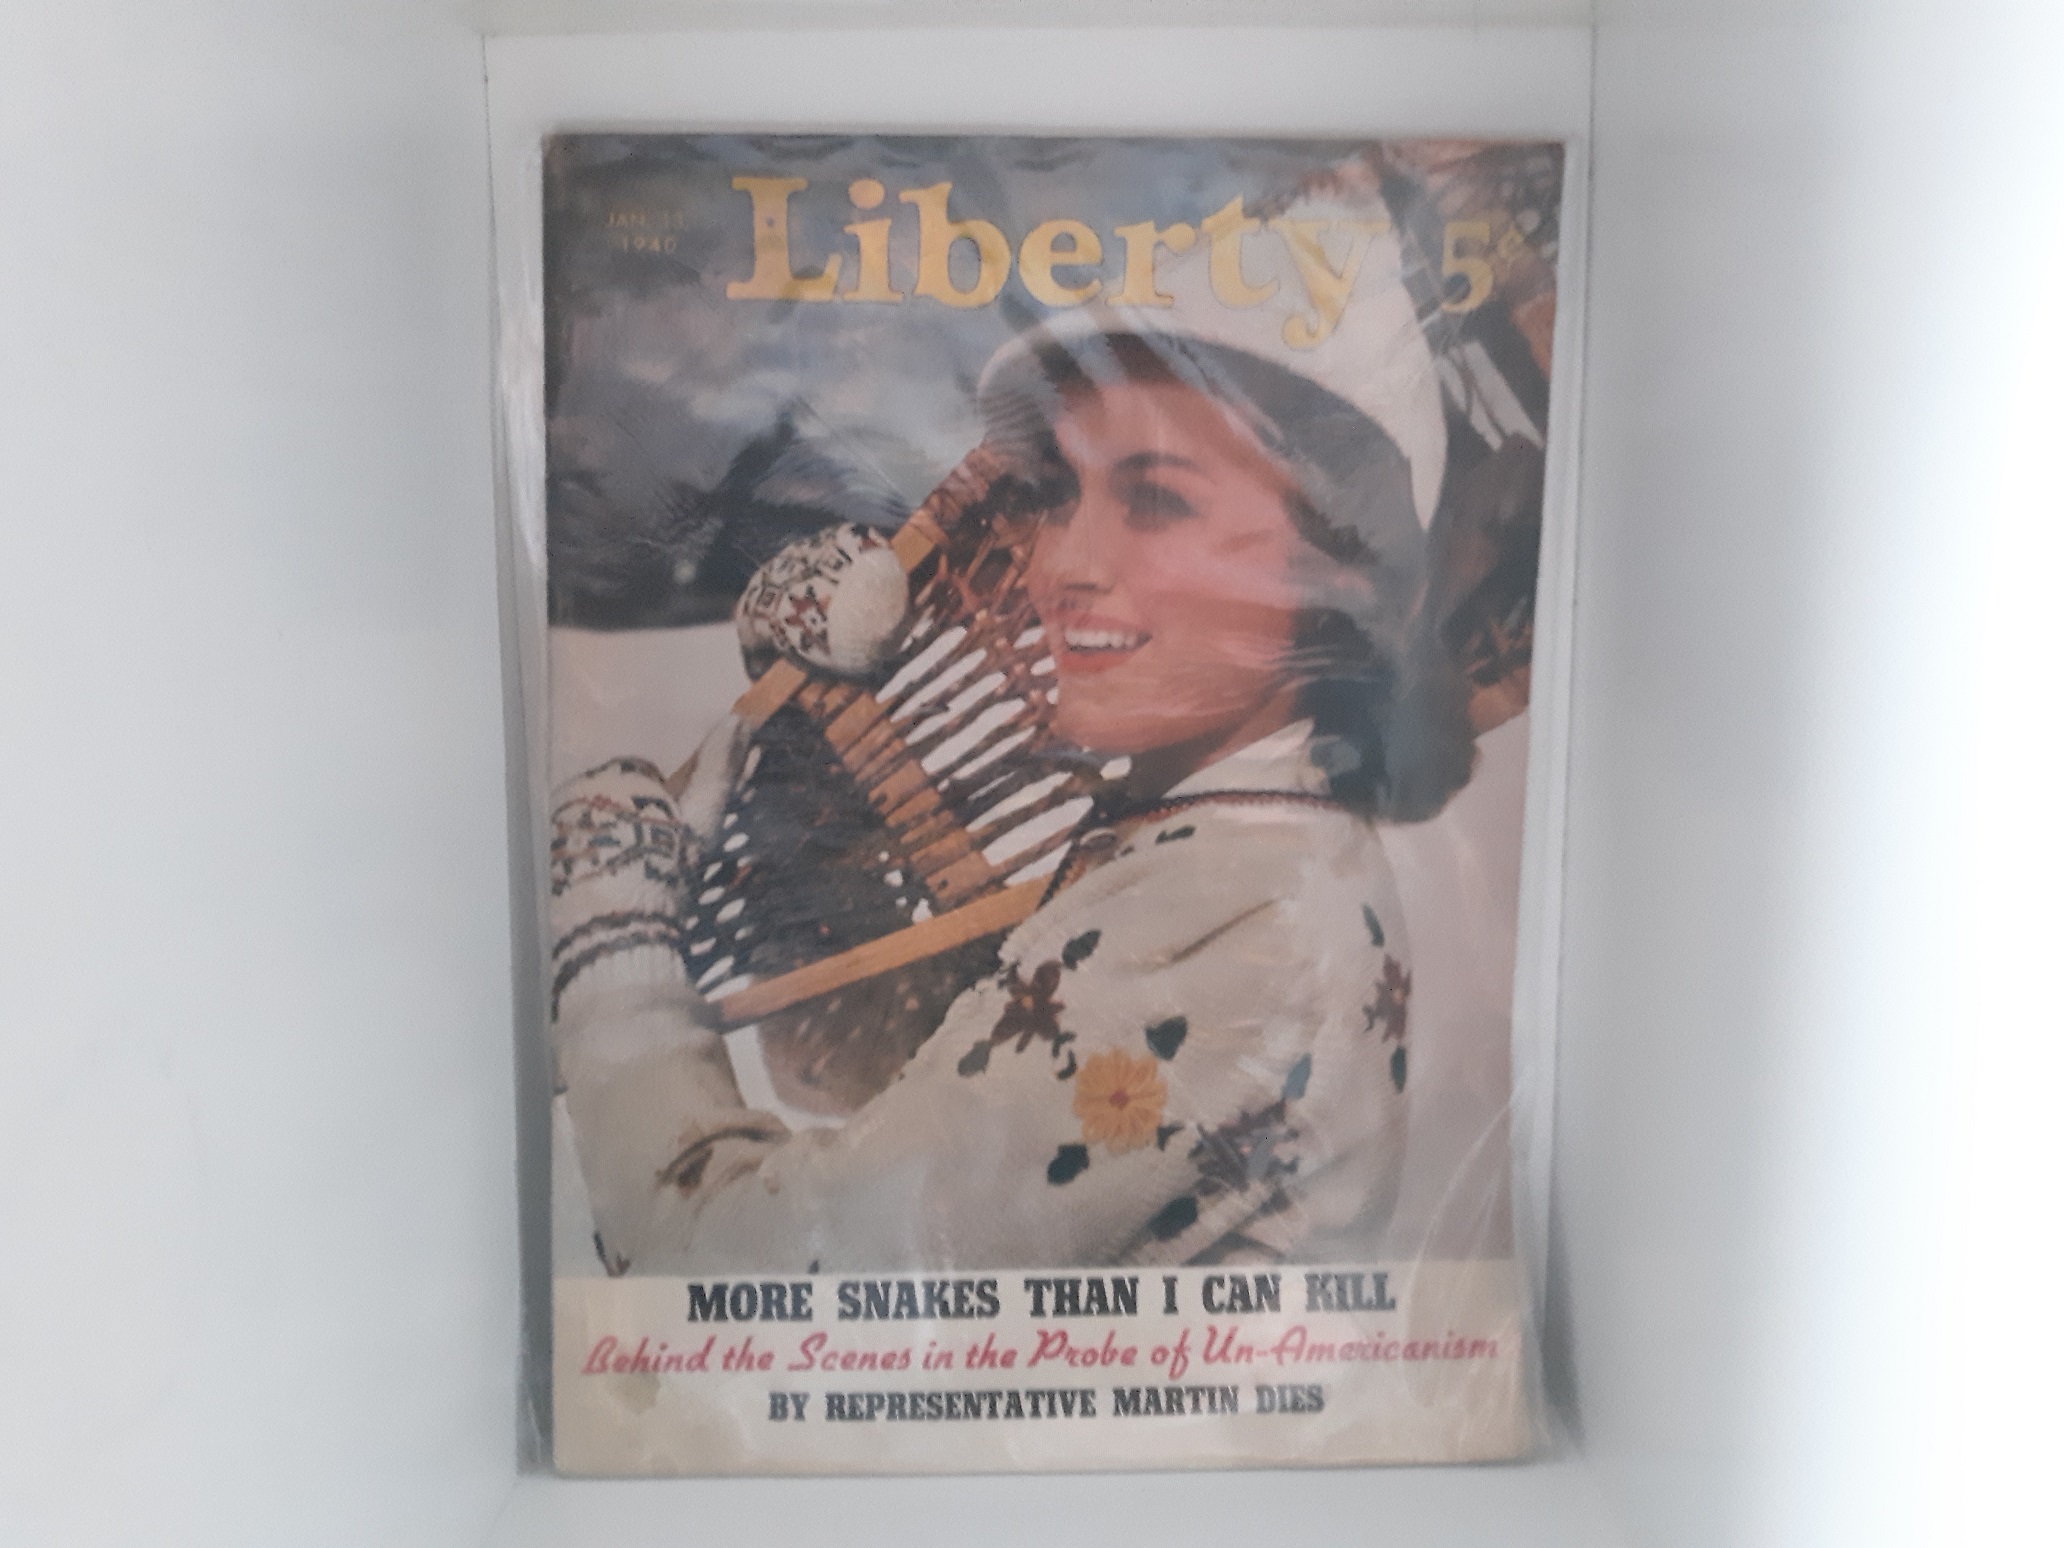 JAN. 13,
1940
Liberty 5¢
MORE SNAKES THAN I CAN KILL
Behind the Scenes in the Probe of Un-Americanism
BY REPRESENTATIVE MARTIN DIES